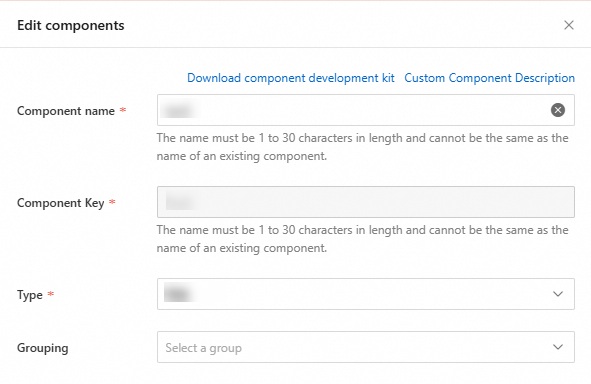 Edit components
Download component development kit Custom Component Description
Component name *
The name must be 1 to 30 characters in length and cannot be the same as the
name of an existing component.
Component Key *
The name must be 1 to 30 characters in length and cannot be the same as the
name of an existing component.
Type *
Grouping Select a group